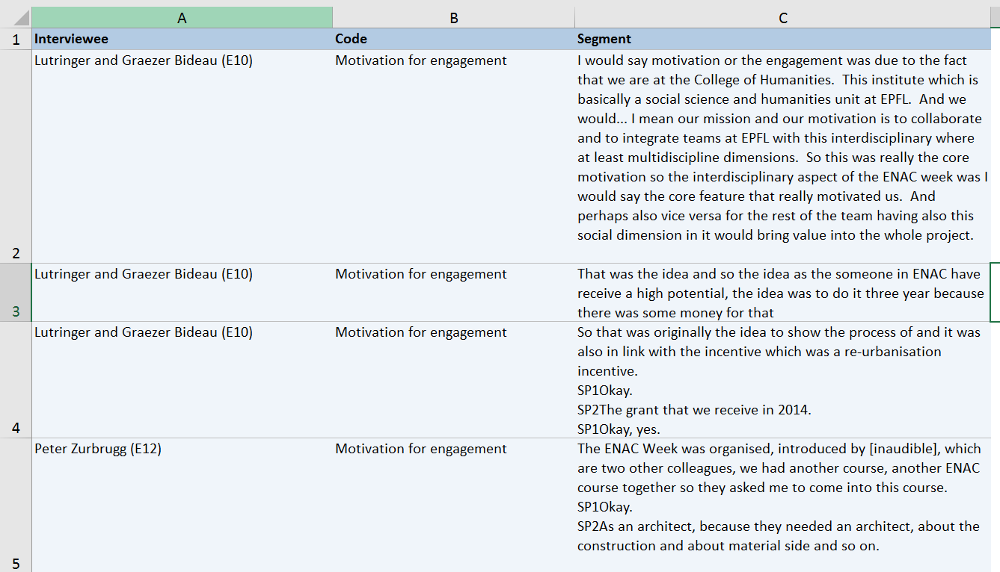 A B C
1 Interviewee Code Segment
Lutringer and Graezer Bideau (E10) Motivation for engagement I would say motivation or the engagement was due to the fact
that we are at the College of Humanities.  This institute which is
basically a social science and humanities unit at EPFL.  And we
would... I mean our mission and our motivation is to collaborate
and to integrate teams at EPFL with this interdisciplinary where
at least multidiscipline dimensions.  So this was really the core
motivation so the interdisciplinary aspect of the ENAC week was I
would say the core feature that really motivated us.  And
perhaps also vice versa for the rest of the team having also this
social dimension in it would bring value into the whole project.
2
Lutringer and Graezer Bideau (E10) Motivation for engagement That was the idea and so the idea as the someone in ENAC have
receive a high potential, the idea was to do it three year because
3 there was some money for that
Lutringer and Graezer Bideau (E10) Motivation for engagement So that was originally the idea to show the process of and it was
also in link with the incentive which was a re-urbanisation
incentive.
SP1Okay.
SP2The grant that we receive in 2014.
4 SP1Okay, yes.
Peter Zurbrugg (E12) Motivation for engagement The ENAC Week was organised, introduced by [inaudible], which
are two other colleagues, we had another course, another ENAC
course together so they asked me to come into this course.
SP1Okay.
SP2As an architect, because they needed an architect, about the
construction and about material side and so on.
5